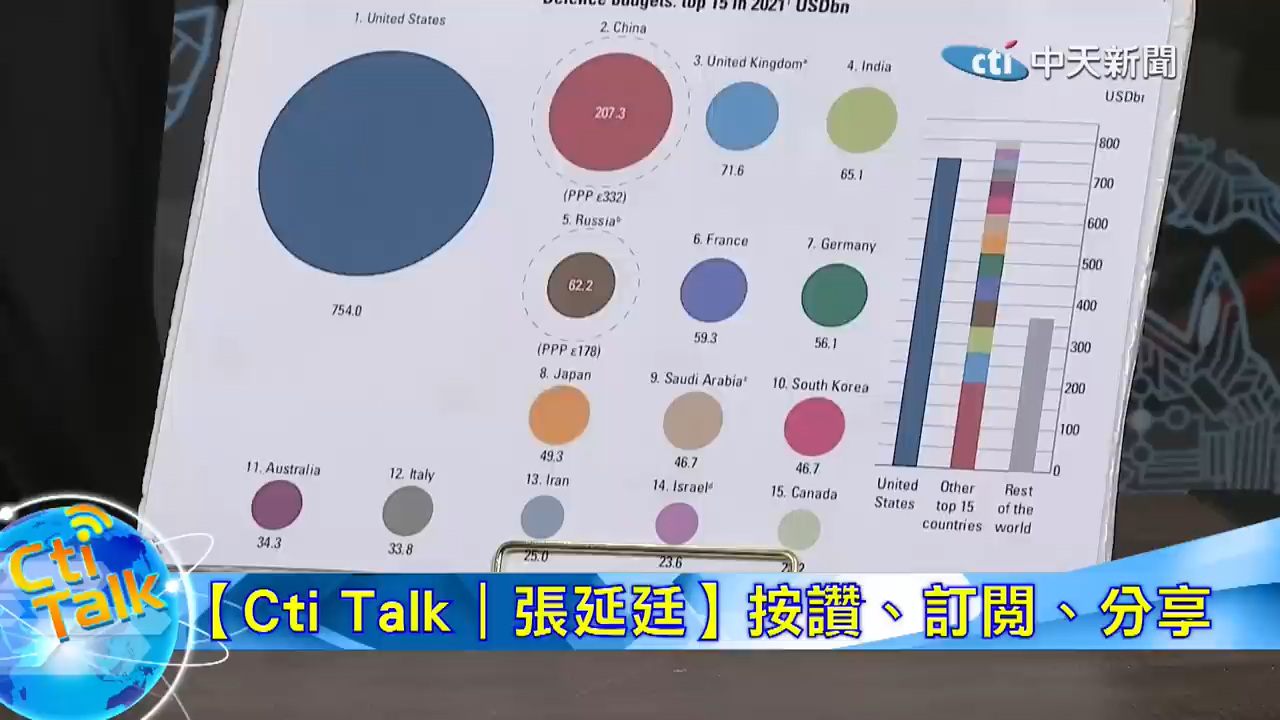 Defence budgets: top 15 in 2021¹ USDbn
1. United States
754.0
2. China
207.3
(PPP ε332)
3. United Kingdomᵃ
71.6
4. India
65.1
5. Russiaᵇ
62.2
(PPP ε178)
6. France
59.3
7. Germany
56.1
8. Japan
49.3
9. Saudi Arabiaᶜ
46.7
10. South Korea
46.7
11. Australia
34.3
12. Italy
33.8
13. Iran
25.0
14. Israelᵈ
23.6
15. Canada
USDbn
800
700
600
500
400
300
200
100
0
United
States
Other
top 15
countries
Rest
of the
world
cti 中天新聞
Cti
Talk
【Cti Talk｜張延廷】按讚、訂閱、分享